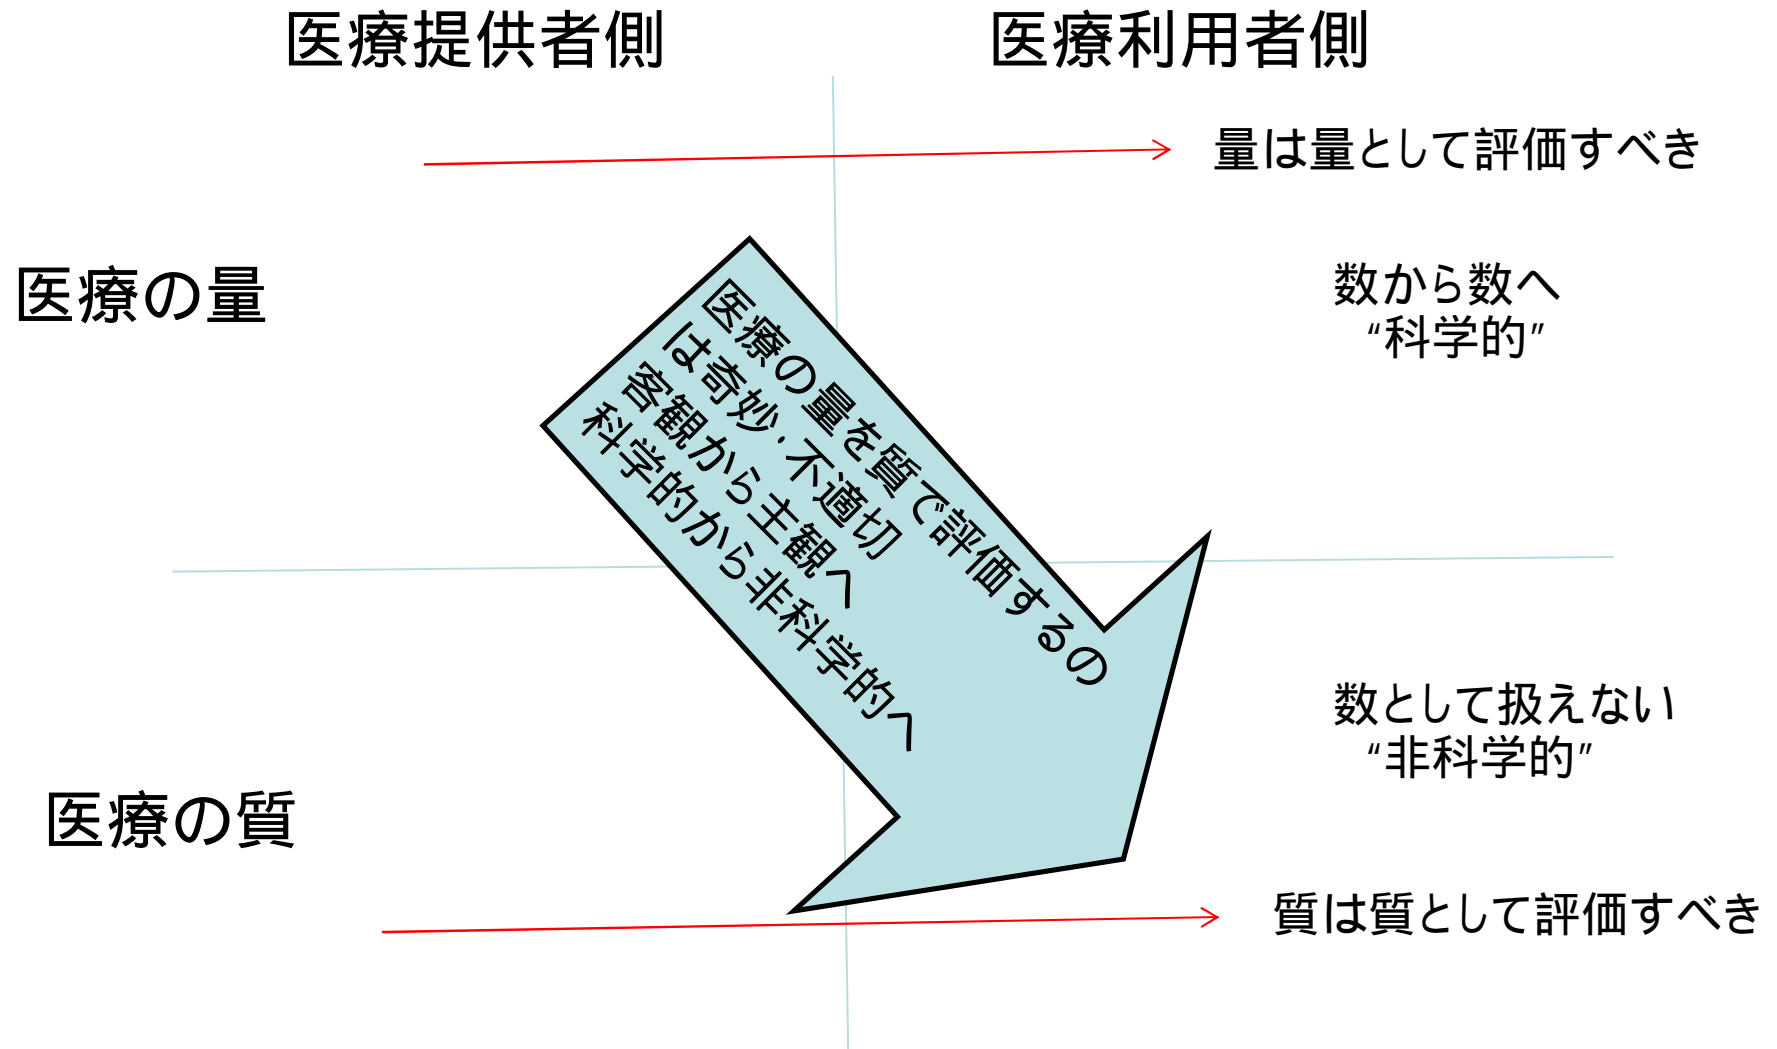 医療提供者側
医療利用者側
量は量として評価すべき
医療の量
数から数へ
“科学的”
医療の量を質で評価するの
は奇妙・不適切
客観から主観へ
科学的から非科学的へ
数として扱えない
“非科学的”
医療の質
質は質として評価すべき